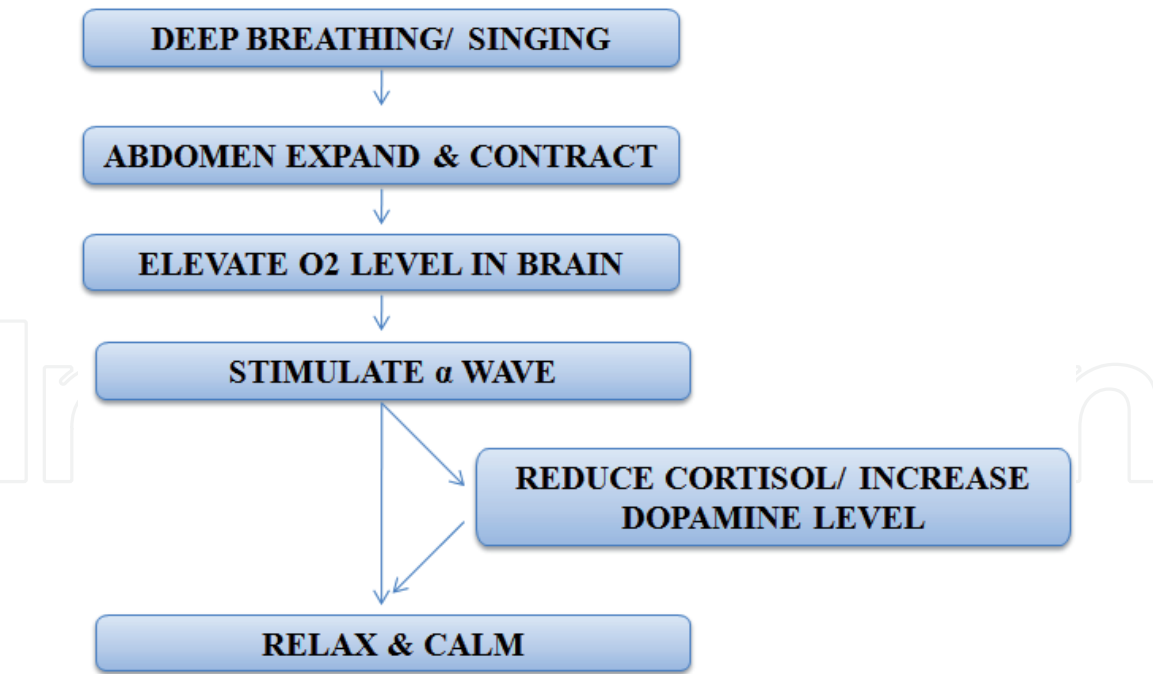 DEEP BREATHING/ SINGING
ABDOMEN EXPAND & CONTRACT
ELEVATE O2 LEVEL IN BRAIN
STIMULATE α WAVE
REDUCE CORTISOL/ INCREASE
DOPAMINE LEVEL
RELAX & CALM